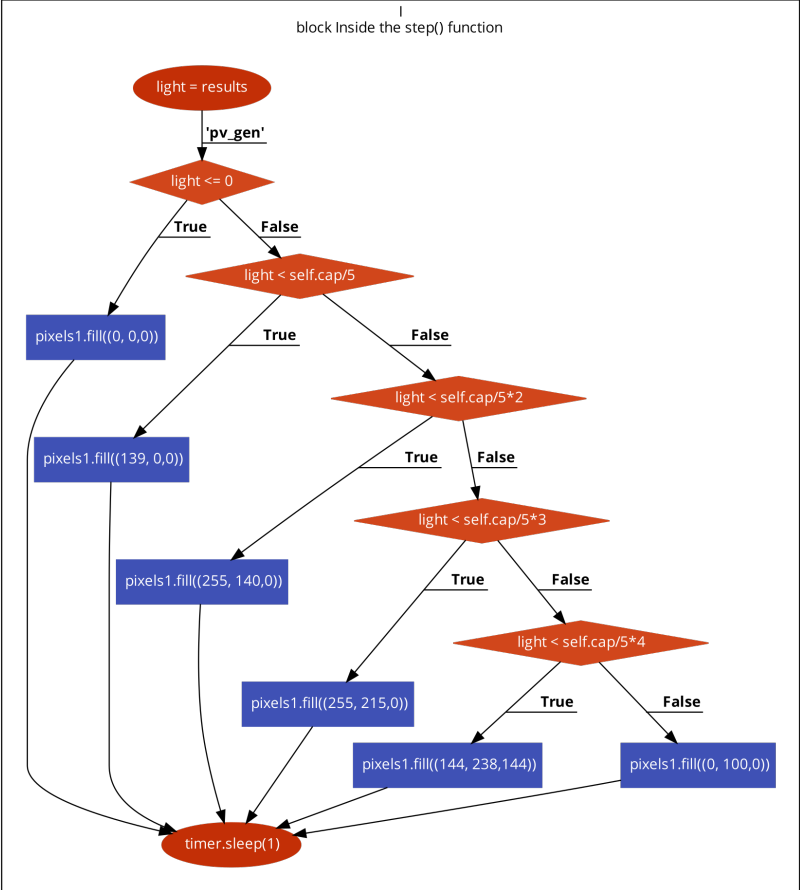 I
block Inside the step() function
light = results
'pv_gen'
light <= 0
True
False
light < self.cap/5
pixels1.fill((0, 0,0))
True
False
light < self.cap/5*2
pixels1.fill((139, 0,0))
True
False
light < self.cap/5*3
pixels1.fill((255, 140,0))
True
False
light < self.cap/5*4
pixels1.fill((255, 215,0))
True
False
pixels1.fill((144, 238,144))
pixels1.fill((0, 100,0))
timer.sleep(1)